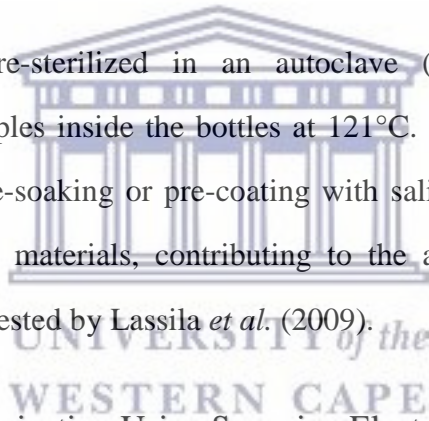 re-sterilized in an autoclave (
ples inside the bottles at 121°C.
e-soaking or pre-coating with sali
materials, contributing to the a
ested by Lassila et al. (2009).
UNIVERSITY of the
WESTERN CAPE